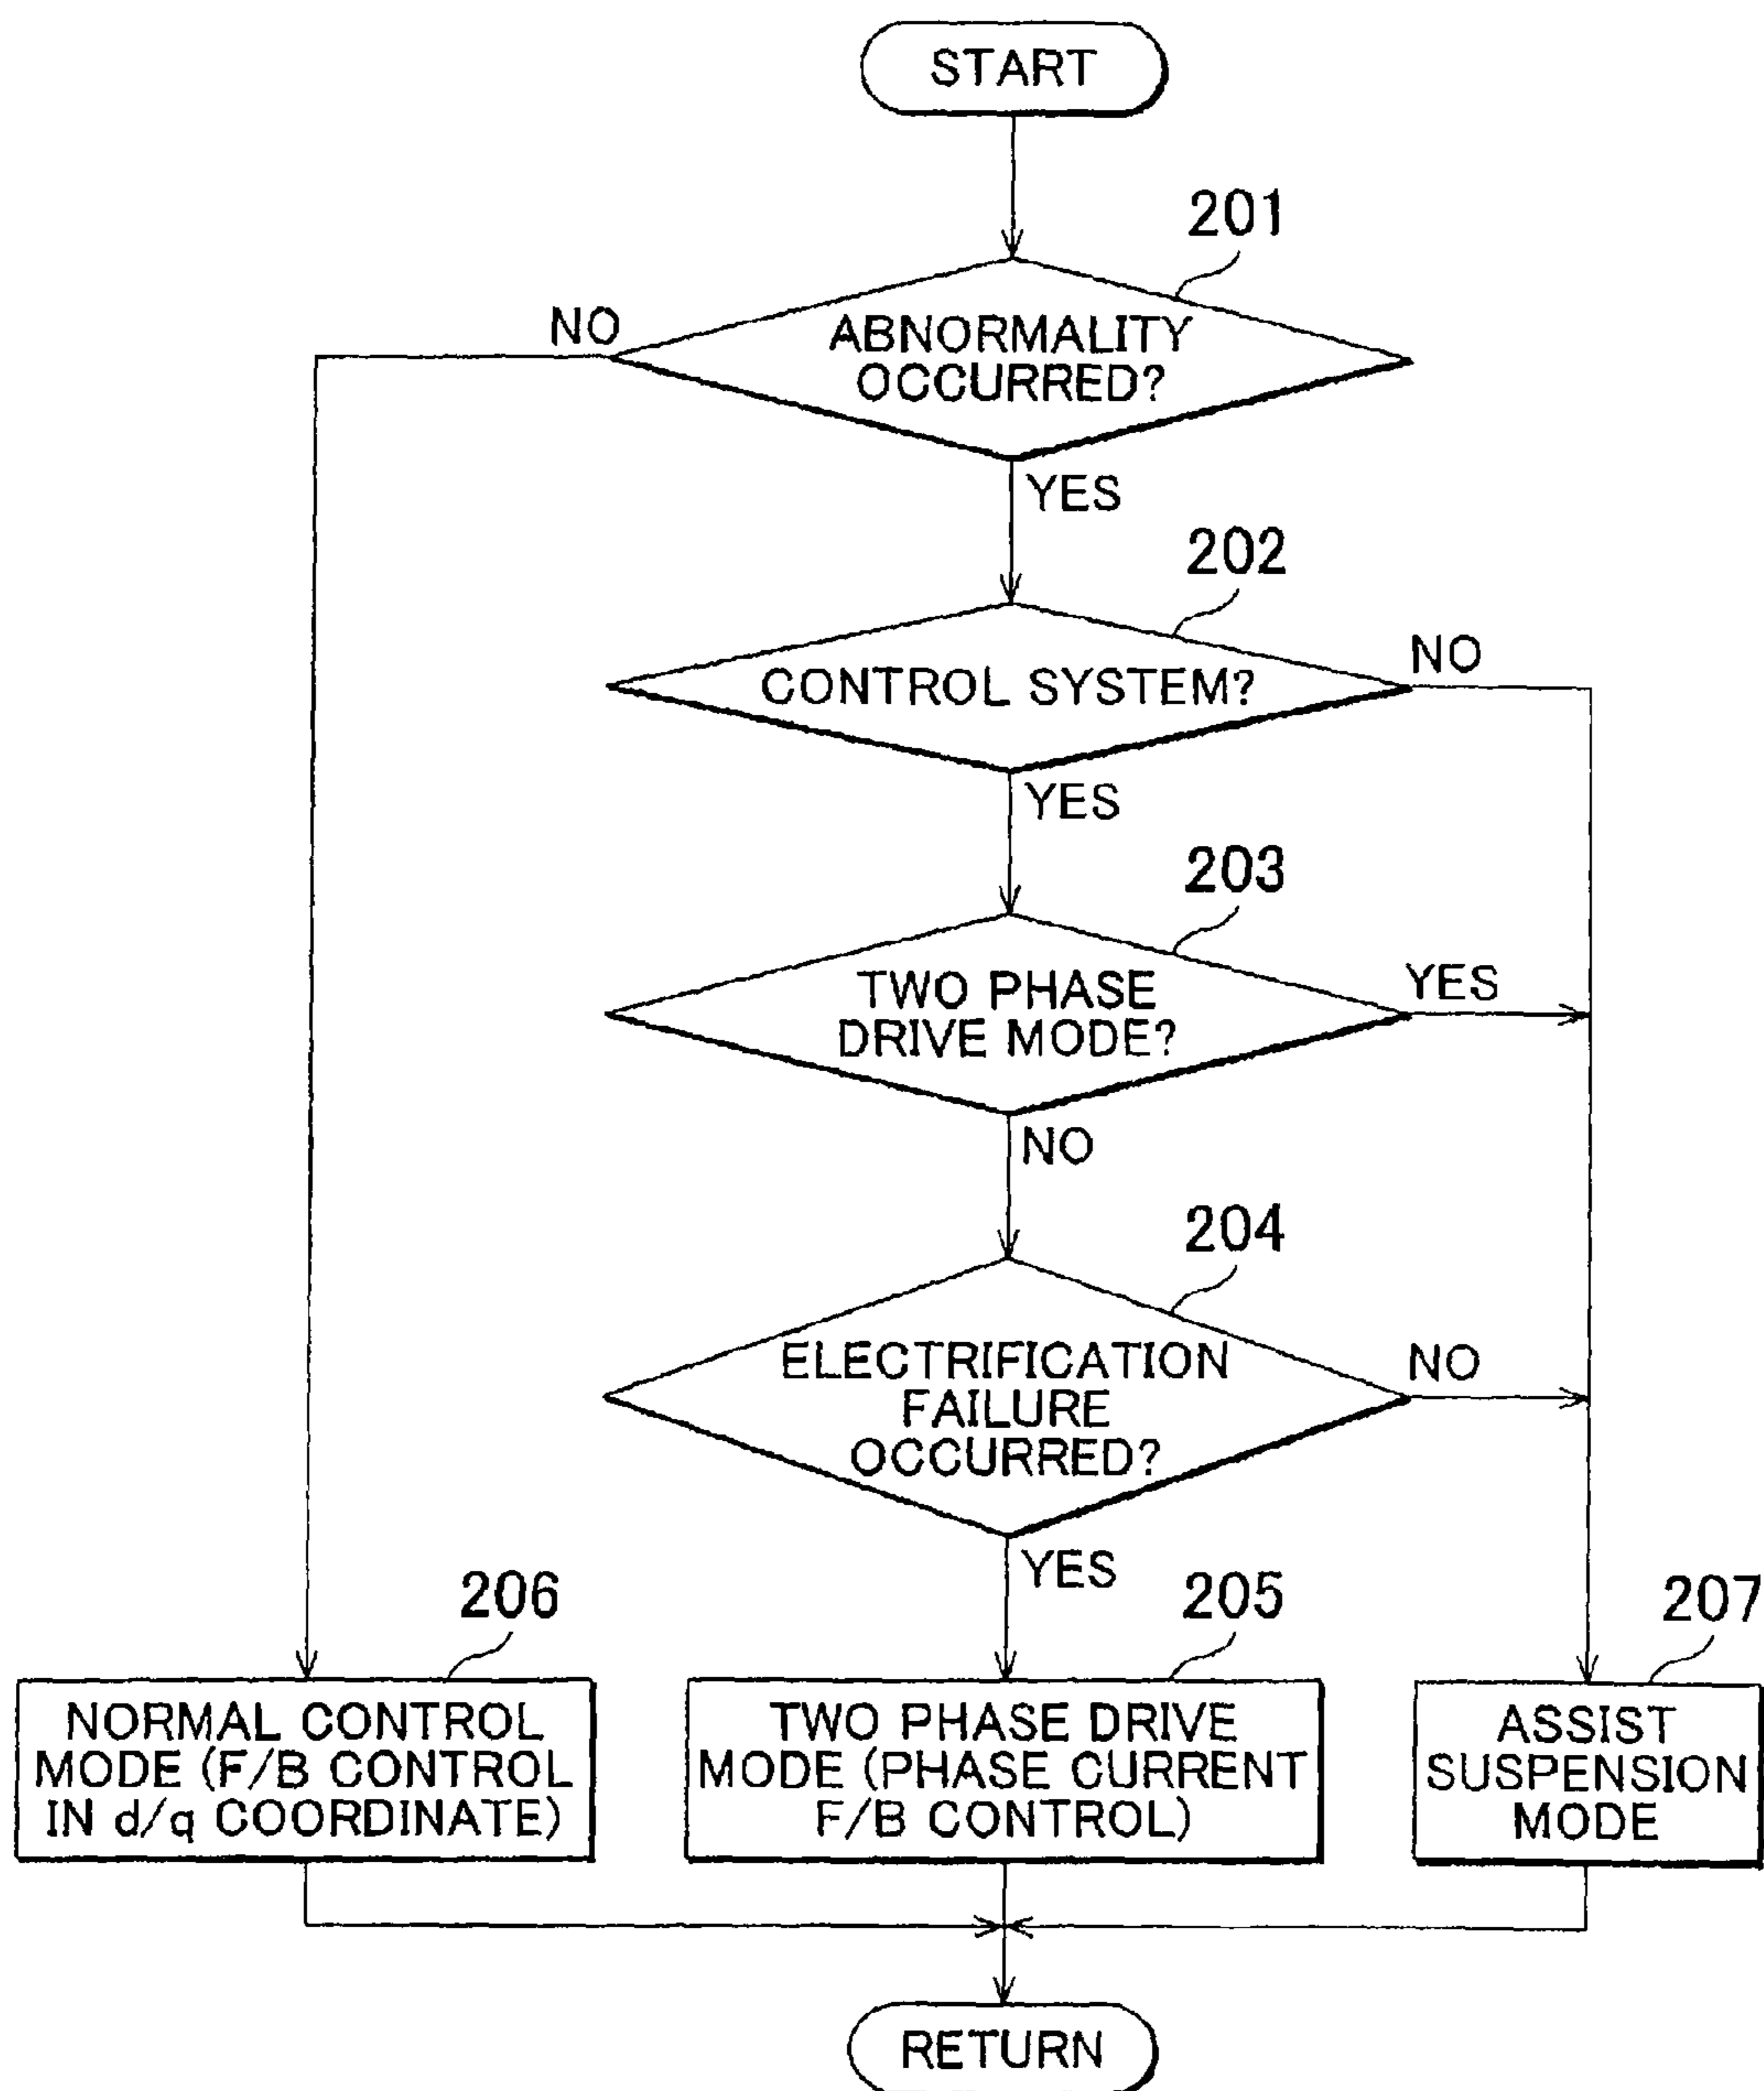 START
201
NO
ABNORMALITY
OCCURRED?
YES
202
NO
CONTROL SYSTEM?
YES
203
TWO PHASE
DRIVE MODE?
YES
NO
204
ELECTRIFICATION
FAILURE
OCCURRED?
NO
YES
206
NORMAL CONTROL
MODE (F/B CONTROL
IN d/q COORDINATE)
205
TWO PHASE DRIVE
MODE (PHASE CURRENT
F/B CONTROL)
207
ASSIST
SUSPENSION
MODE
RETURN